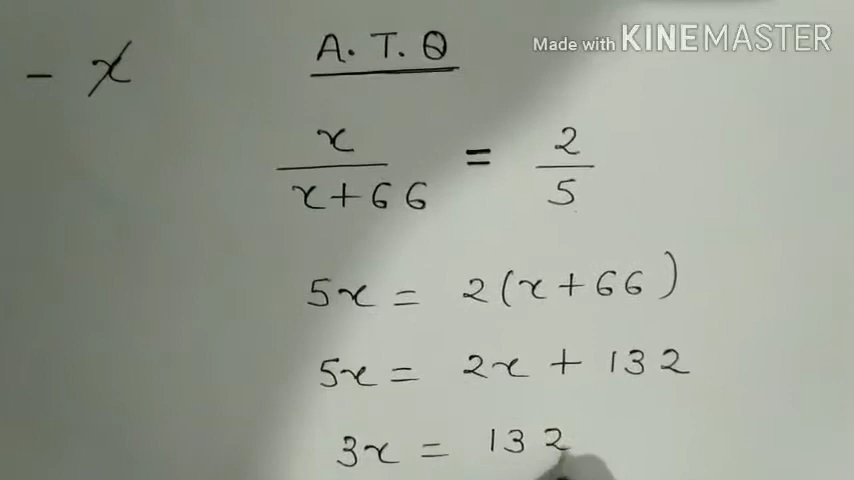 Made with KINEMASTER
- x
A. T. Q
x / x+66 = 2 / 5
5x = 2(x+66)
5x = 2x + 132
3x = 132